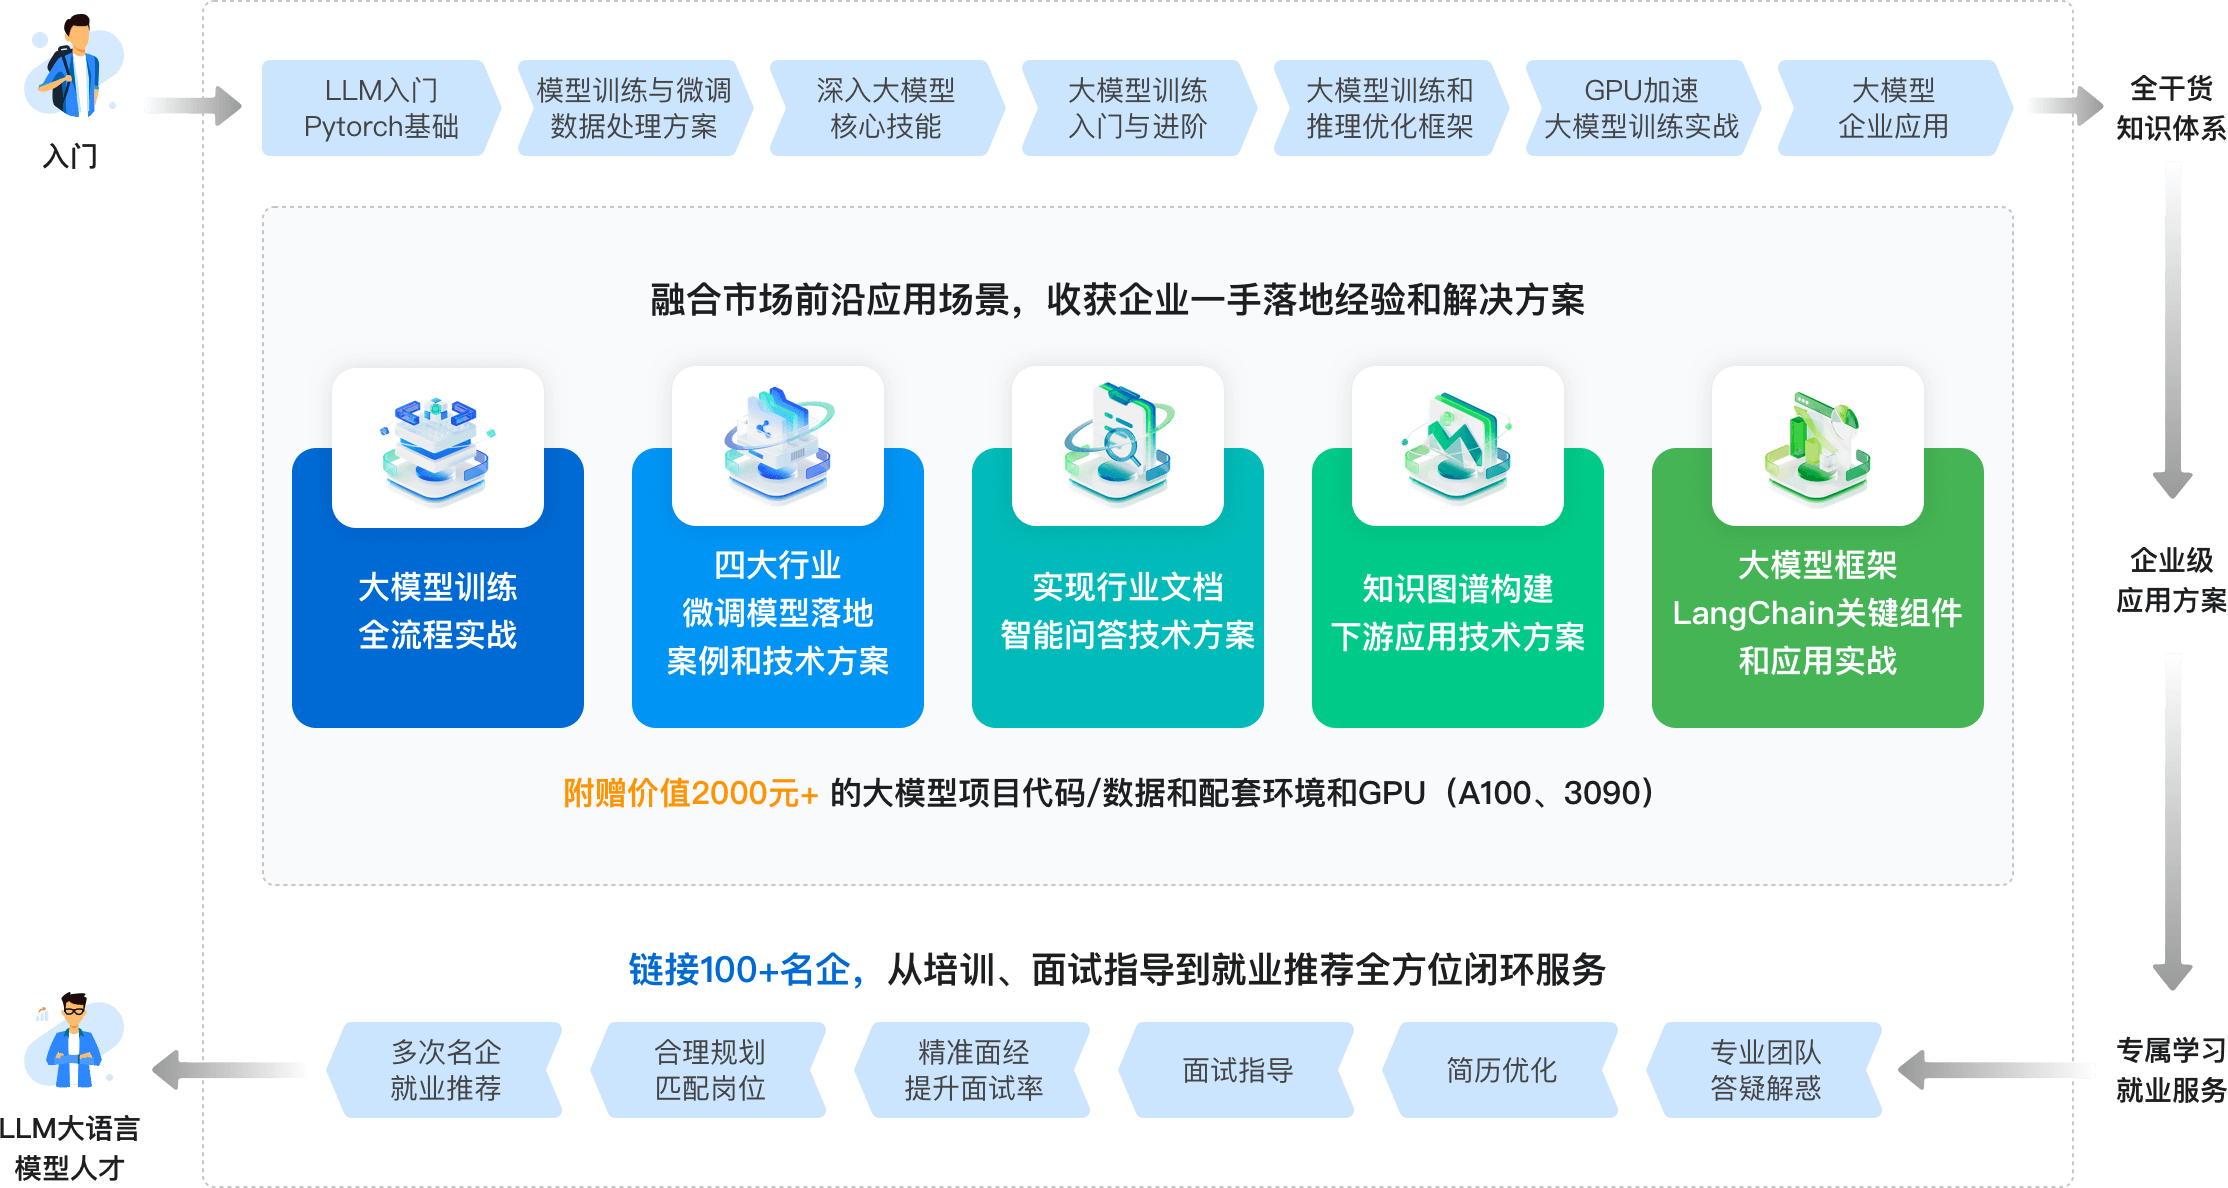 入门
LLM入门
Pytorch基础
模型训练与微调
数据处理方案
深入大模型
核心技能
大模型训练
入门与进阶
大模型训练和
推理优化框架
GPU加速
大模型训练实战
大模型
企业应用
全干货
知识体系
融合市场前沿应用场景，收获企业一手落地经验和解决方案
大模型训练
全流程实战
四大行业
微调模型落地
案例和技术方案
实现行业文档
智能问答技术方案
知识图谱构建
下游应用技术方案
大模型框架
LangChain关键组件
和应用实战
企业级
应用方案
附赠价值2000元+ 的大模型项目代码/数据和配套环境和GPU（A100、3090）
链接100+名企，从培训、面试指导到就业推荐全方位闭环服务
专属学习
就业服务
专业团队
答疑解惑
简历优化
面试指导
精准面经
提升面试率
合理规划
匹配岗位
多次名企
就业推荐
LLM大语言
模型人才